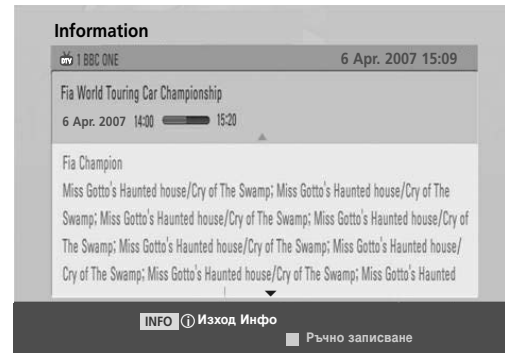 Information
DTV 1 BBC ONE 6 Apr. 2007 15:09
Fia World Touring Car Championship
6 Apr. 2007 14:00 15:20
Fia Champion
Miss Gotto's Haunted house/Cry of The Swamp; Miss Gotto's Haunted house/Cry of The
Swamp; Miss Gotto's Haunted house/Cry of The Swamp; Miss Gotto's Haunted house/Cry of
The Swamp; Miss Gotto's Haunted house/Cry of The Swamp; Miss Gotto's Haunted house/
Cry of The Swamp; Miss Gotto's Haunted house/Cry of The Swamp; Miss Gotto's Haunted
INFO i Изход Инфо
Ръчно записване